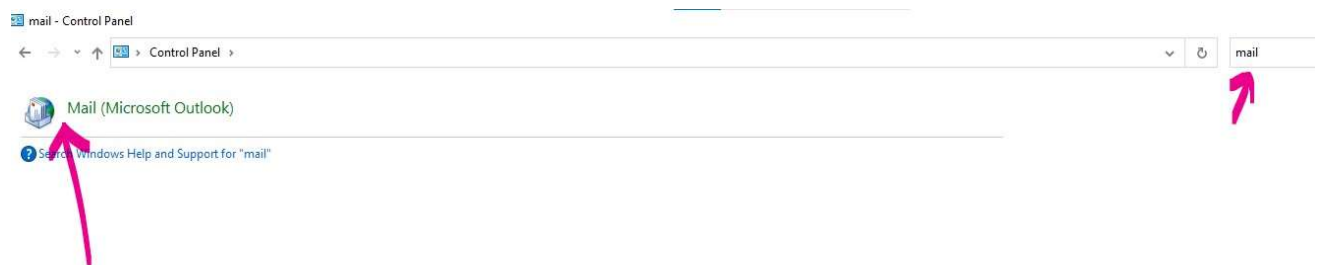 mail - Control Panel
Control Panel
mail
Mail (Microsoft Outlook)
Search Windows Help and Support for "mail"